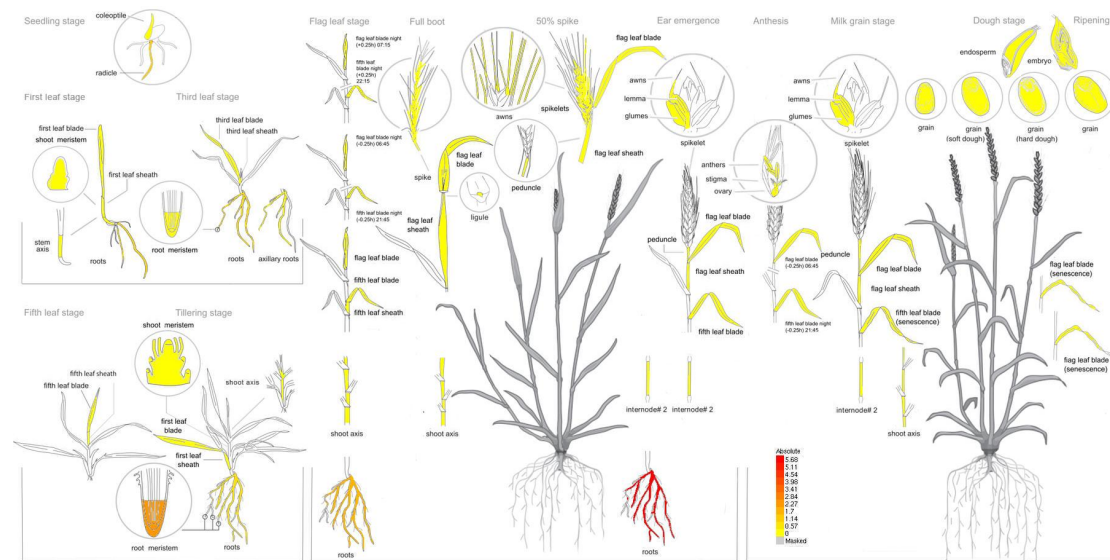 Seedling stage
coleoptile
radicle
First leaf stage
Third leaf stage
first leaf blade
shoot meristem
first leaf sheath
stem
axis
roots
third leaf blade
third leaf sheath
root meristem
roots
axiliary roots
Fifth leaf stage
Tillering stage
shoot meristem
fifth leaf sheath
fifth leaf blade
shoot axis
first leaf
blade
first leaf
sheath
root meristem
roots
Flag leaf stage
flag leaf blade night
(+0.25h) 07:15
fifth leaf
blade night
(+0.25h)
22:15
flag leaf blade night
(-0.25h) 06:45
fifth leaf blade night
(-0.25h) 21:45
flag leaf blade
fifth leaf blade
fifth leaf sheath
shoot axis
roots
Full boot
spike
flag leaf
blade
flag leaf
sheath
ligule
shoot axis
50% spike
awns
spikelets
flag leaf blade
flag leaf sheath
peduncle
Ear emergence
awns
lemma
glumes
spikelet
peduncle
flag leaf blade
flag leaf sheath
fifth leaf blade
internode# 2
internode# 2
roots
Anthesis
anthers
stigma
ovary
flag leaf blade
(-0.25h) 06:45
fifth leaf blade night
(-0.25h) 21:45
Milk grain stage
awns
lemma
glumes
spikelet
peduncle
flag leaf blade
flag leaf sheath
fifth leaf blade
(senescence)
internode# 2
shoot axis
Dough stage
Ripening
endosperm
embryo
grain
grain
(soft dough)
grain
(hard dough)
grain
flag leaf blade
(senescence)
flag leaf blade
(senescence)
Absolute
5.68
5.11
4.54
3.98
3.41
2.84
2.27
1.7
1.14
0.57
0
Masked